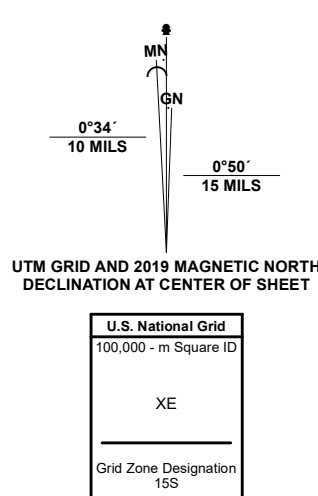 MN
GN
0°34´
10 MILS
0°50´
15 MILS
UTM GRID AND 2019 MAGNETIC NORTH
DECLINATION AT CENTER OF SHEET
U.S. National Grid
100,000 - m Square ID
XE
Grid Zone Designation
15S